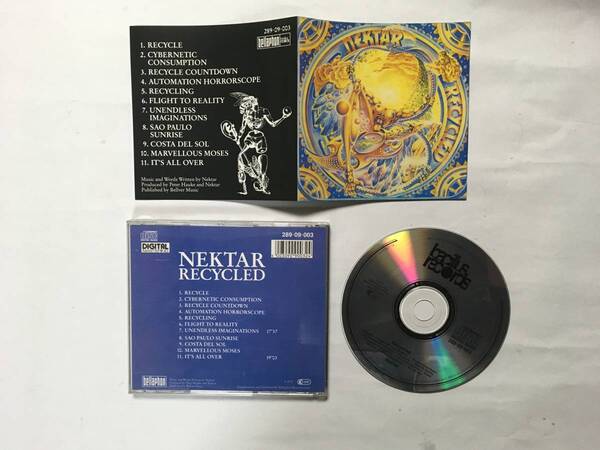 289-09-003
bellaphon
1. RECYCLE
2. CYBERNETIC
CONSUMPTION
3. RECYCLE COUNTDOWN
4. AUTOMATION HORRORSCOPE
5. RECYCLING
6. FLIGHT TO REALITY
7. UNENDLESS
IMAGINATIONS
8. SAO PAULO
SUNRISE
9. COSTA DEL SOL
10. MARVELLOUS MOSES
11. IT'S ALL OVER
Music and Words Written by Nektar
Produced by Peter Hauke and Nektar
Published by Bellver Music
NEKTAR
RECYCLED
DIGITAL
289-09-003
NEKTAR
RECYCLED
1. RECYCLE
2. CYBERNETIC CONSUMPTION
3. RECYCLE COUNTDOWN
4. AUTOMATION HORRORSCOPE
5. RECYCLING
6. FLIGHT TO REALITY
7. UNENDLESS IMAGINATIONS 17'37
8. SAO PAULO SUNRISE
9. COSTA DEL SOL
10. MARVELLOUS MOSES
11. IT'S ALL OVER 19'23
bellaphon
bacillus
records